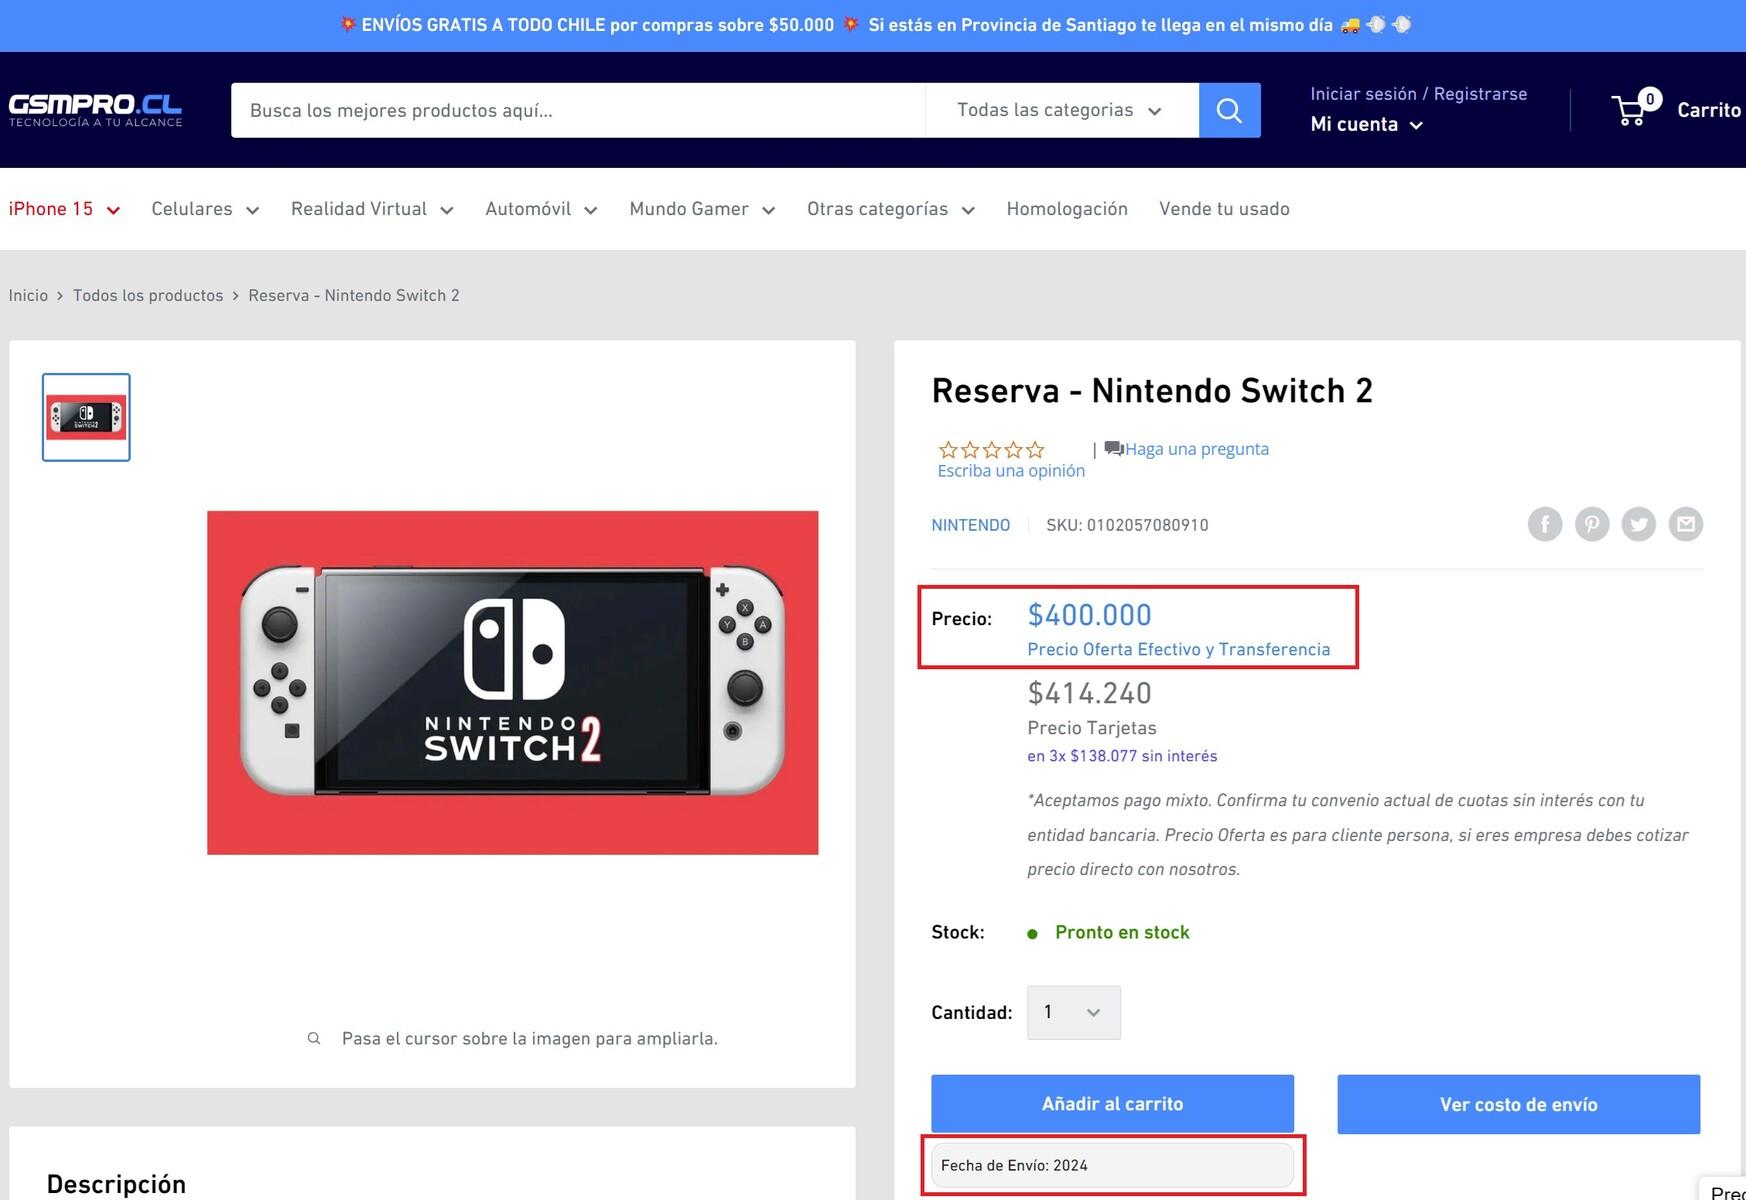 ENVÍOS GRATIS A TODO CHILE por compras sobre $50.000 Si estás en Provincia de Santiago te llega en el mismo día
GSMPRO.CL
TECNOLOGÍA A TU ALCANCE
Busca los mejores productos aquí...
Todas las categorias
Iniciar sesión / Registrarse
Mi cuenta
0
Carrito
iPhone 15
Celulares
Realidad Virtual
Automóvil
Mundo Gamer
Otras categorías
Homologación
Vende tu usado
Inicio > Todos los productos > Reserva - Nintendo Switch 2
NINTENDO
SWITCH 2
X
Y
A
B
NINTENDO
SWITCH 2
Pasa el cursor sobre la imagen para ampliarla.
Descripción
Reserva - Nintendo Switch 2
| Haga una pregunta
Escriba una opinión
NINTENDO
SKU: 0102057080910
Precio:
$400.000
Precio Oferta Efectivo y Transferencia
$414.240
Precio Tarjetas
en 3x $138.077 sin interés
*Aceptamos pago mixto. Confirma tu convenio actual de cuotas sin interés con tu
entidad bancaria. Precio Oferta es para cliente persona, si eres empresa debes cotizar
precio directo con nosotros.
Stock:
Pronto en stock
Cantidad:
1
Añadir al carrito
Ver costo de envío
Fecha de Envío: 2024